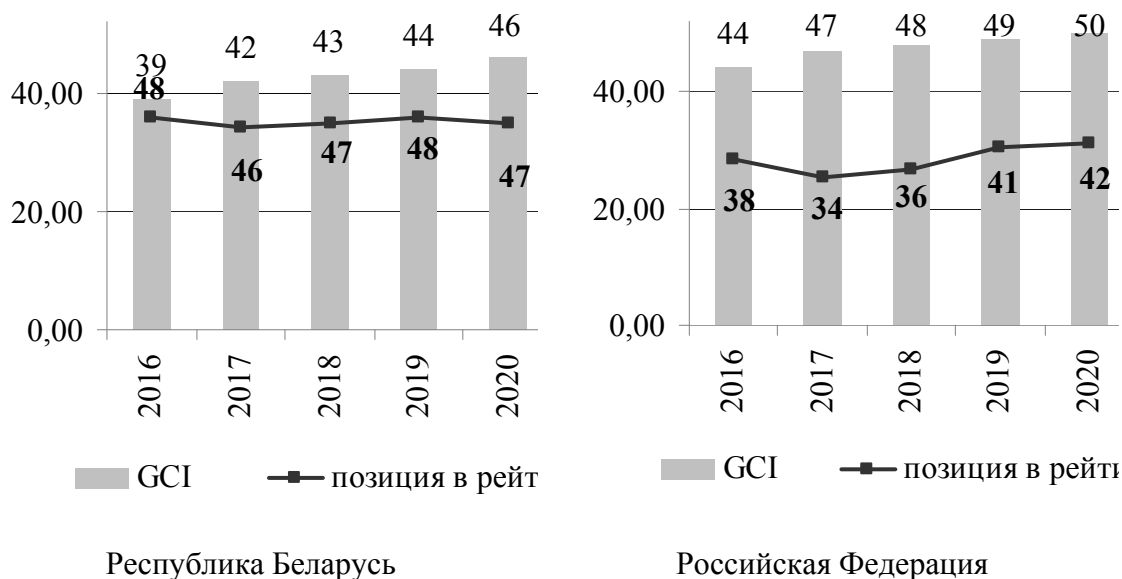 39 42 43 44 46
48 46 47 48 47
40,00
20,00
0,00
2016 2017 2018 2019 2020
GCI позиция в рейт
Республика Беларусь
44 47 48 49 50
38 34 36 41 42
40,00
20,00
0,00
2016 2017 2018 2019 2020
GCI позиция в рейти
Российская Федерация